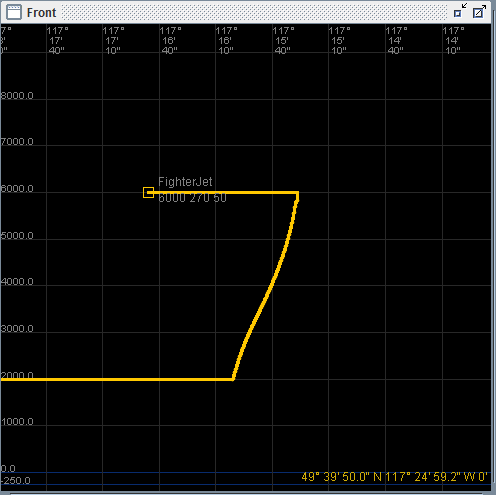 Front
7° 117° 117° 117° 117° 117° 117° 117° 117°
17' 17' 16' 16' 15' 15' 14' 14'
0" 40" 10" 40" 10" 40" 10" 40" 10"
8000.0
7000.0
FighterJet
6000.0
6000 270 50
5000.0
4000.0
3000.0
2000.0
1000.0
0.0
49° 39' 50.0" N 117° 24' 59.2" W 0'
-250.0